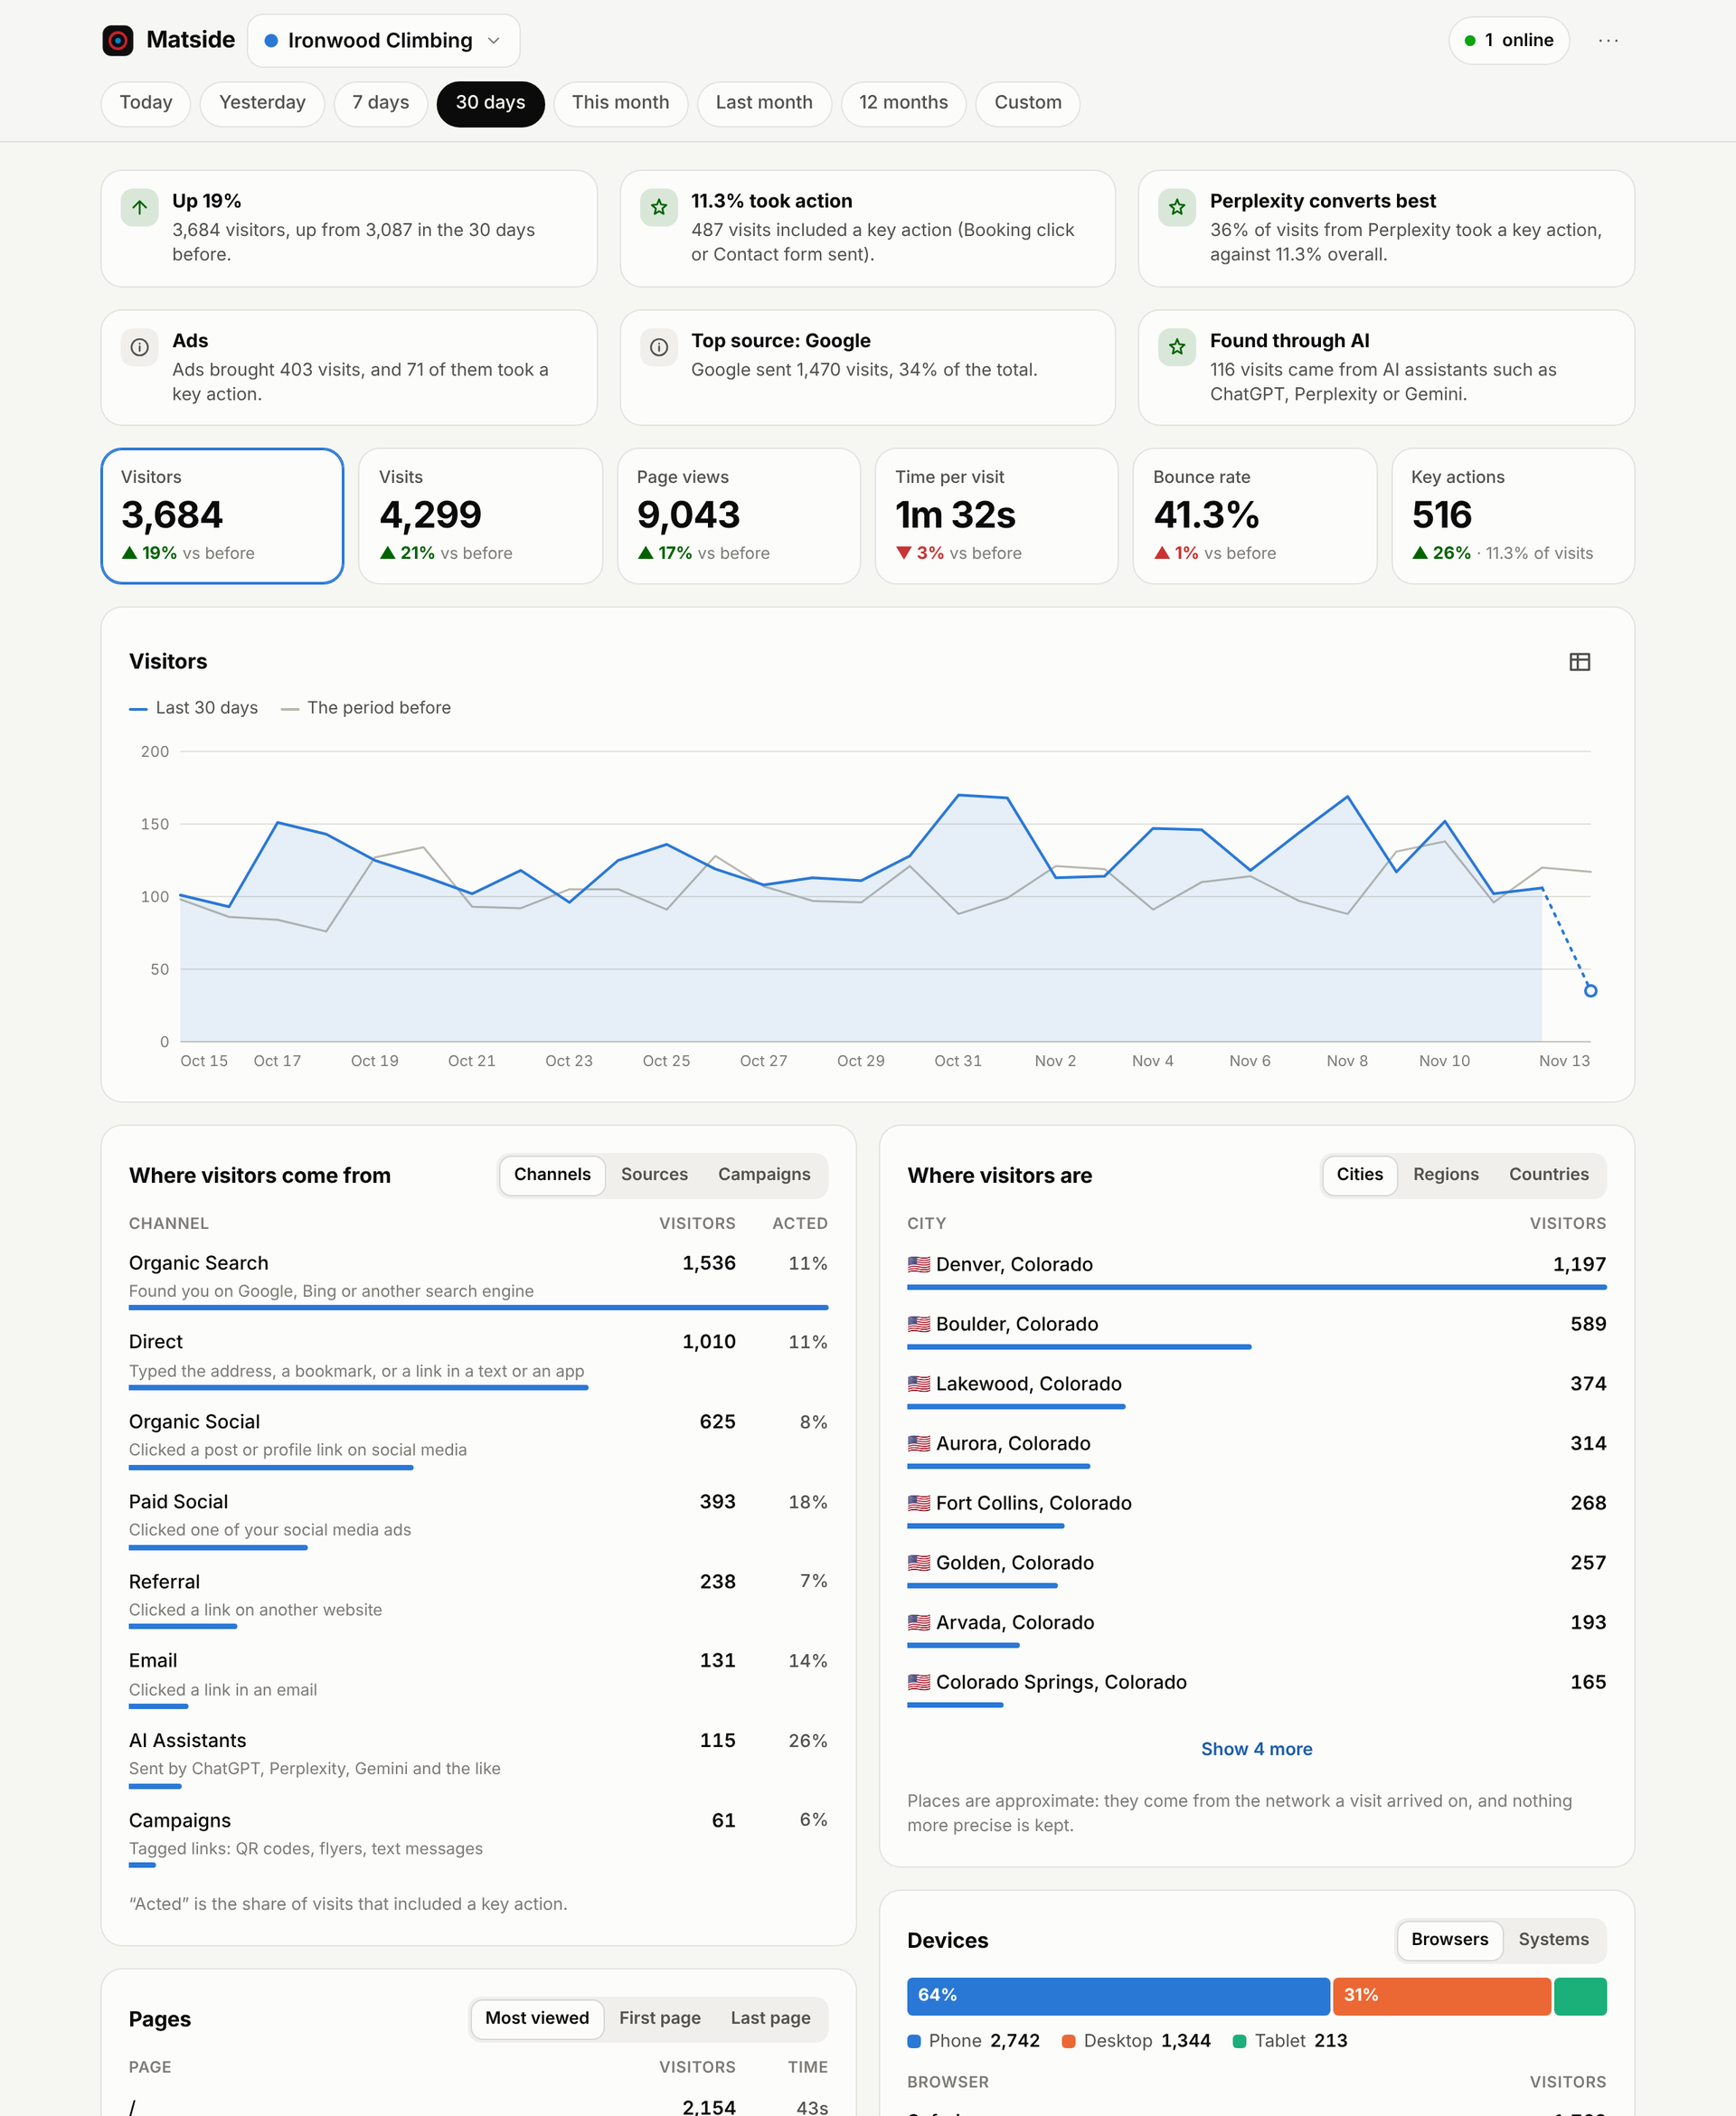 Matside
Ironwood Climbing
1 online
···
Today
Yesterday
7 days
30 days
This month
Last month
12 months
Custom
Up 19%
3,684 visitors, up from 3,087 in the 30 days
before.
11.3% took action
487 visits included a key action (Booking click
or Contact form sent).
Perplexity converts best
36% of visits from Perplexity took a key action,
against 11.3% overall.
Ads
Ads brought 403 visits, and 71 of them took a
key action.
Top source: Google
Google sent 1,470 visits, 34% of the total.
Found through AI
116 visits came from AI assistants such as
ChatGPT, Perplexity or Gemini.
Visitors
3,684
▲ 19% vs before
Visits
4,299
▲ 21% vs before
Page views
9,043
▲ 17% vs before
Time per visit
1m 32s
▼ 3% vs before
Bounce rate
41.3%
▲ 1% vs before
Key actions
516
▲ 26% · 11.3% of visits
Visitors
Last 30 days
The period before
200
150
100
50
0
Oct 15 Oct 17 Oct 19 Oct 21 Oct 23 Oct 25 Oct 27 Oct 29 Oct 31 Nov 2 Nov 4 Nov 6 Nov 8 Nov 10 Nov 13
Where visitors come from
Channels Sources Campaigns
CHANNEL VISITORS ACTED
Organic Search 1,536 11%
Found you on Google, Bing or another search engine
Direct 1,010 11%
Typed the address, a bookmark, or a link in a text or an app
Organic Social 625 8%
Clicked a post or profile link on social media
Paid Social 393 18%
Clicked one of your social media ads
Referral 238 7%
Clicked a link on another website
Email 131 14%
Clicked a link in an email
AI Assistants 115 26%
Sent by ChatGPT, Perplexity, Gemini and the like
Campaigns 61 6%
Tagged links: QR codes, flyers, text messages
“Acted” is the share of visits that included a key action.
Where visitors are
Cities Regions Countries
CITY VISITORS
Denver, Colorado 1,197
Boulder, Colorado 589
Lakewood, Colorado 374
Aurora, Colorado 314
Fort Collins, Colorado 268
Golden, Colorado 257
Arvada, Colorado 193
Colorado Springs, Colorado 165
Show 4 more
Places are approximate: they come from the network a visit arrived on, and nothing
more precise is kept.
Pages
Most viewed First page Last page
PAGE VISITORS TIME
/ 2,154 43s
Devices
Browsers Systems
64% 31%
Phone 2,742 Desktop 1,344 Tablet 213
BROWSER VISITORS